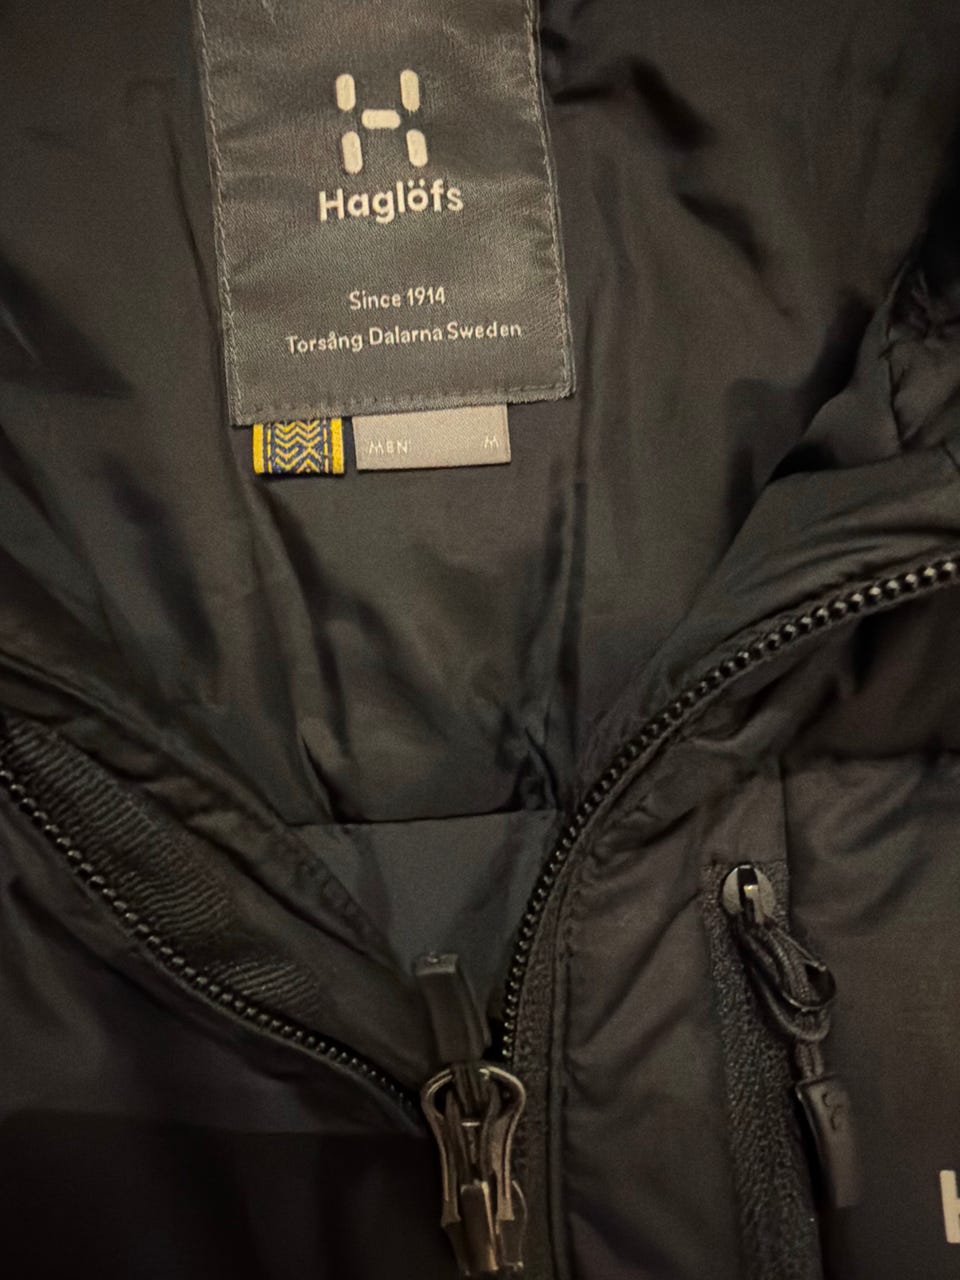 Haglöfs
Since 1914
Torsång Dalarna Sweden
MEN M